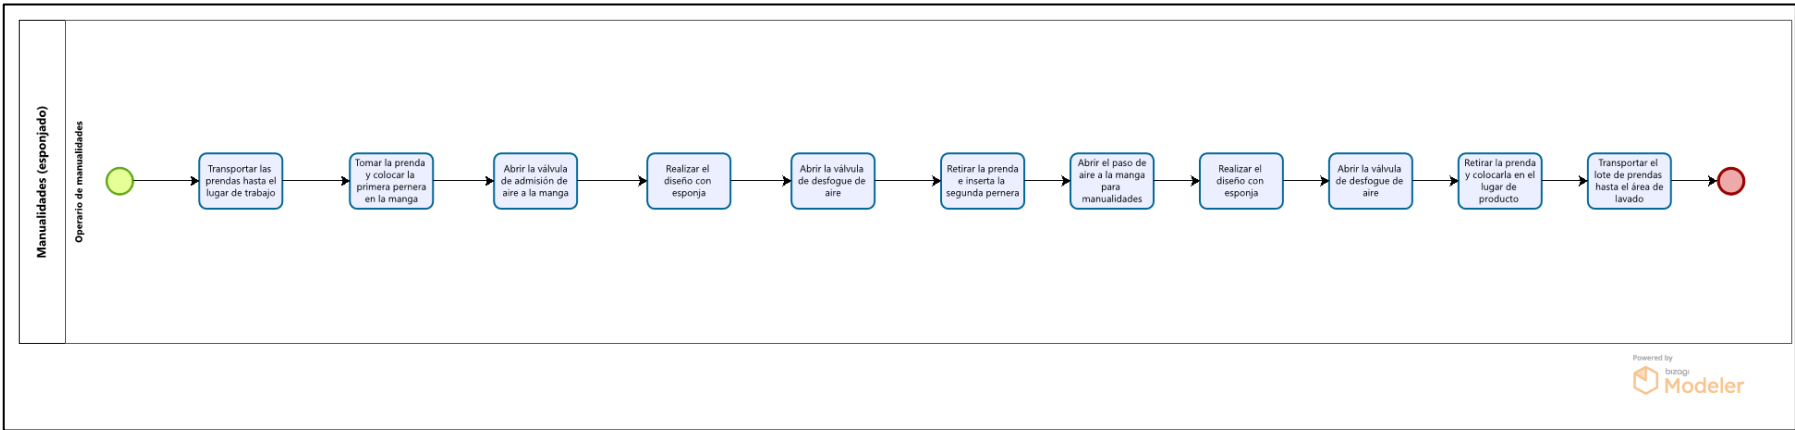 Manualidades (esponjado)
Operario de manualidades
Transportar las
prendas hasta el
lugar de trabajo
Tomar la prenda
y colocar la
primera pernera
en la manga
Abrir la válvula
de admisión de
aire a la manga
Realizar el
diseño con
esponja
Abrir la válvula
de desfogue de
aire
Retirar la prenda
e inserta la
segunda pernera
Abrir el paso de
aire a la manga
para
manualidades
Realizar el
diseño con
esponja
Abrir la válvula
de desfogue de
aire
Retirar la prenda
y colocarla en el
lugar de
producto
Transportar el
lote de prendas
hasta el área de
lavado
Powered by
bizagi
Modeler